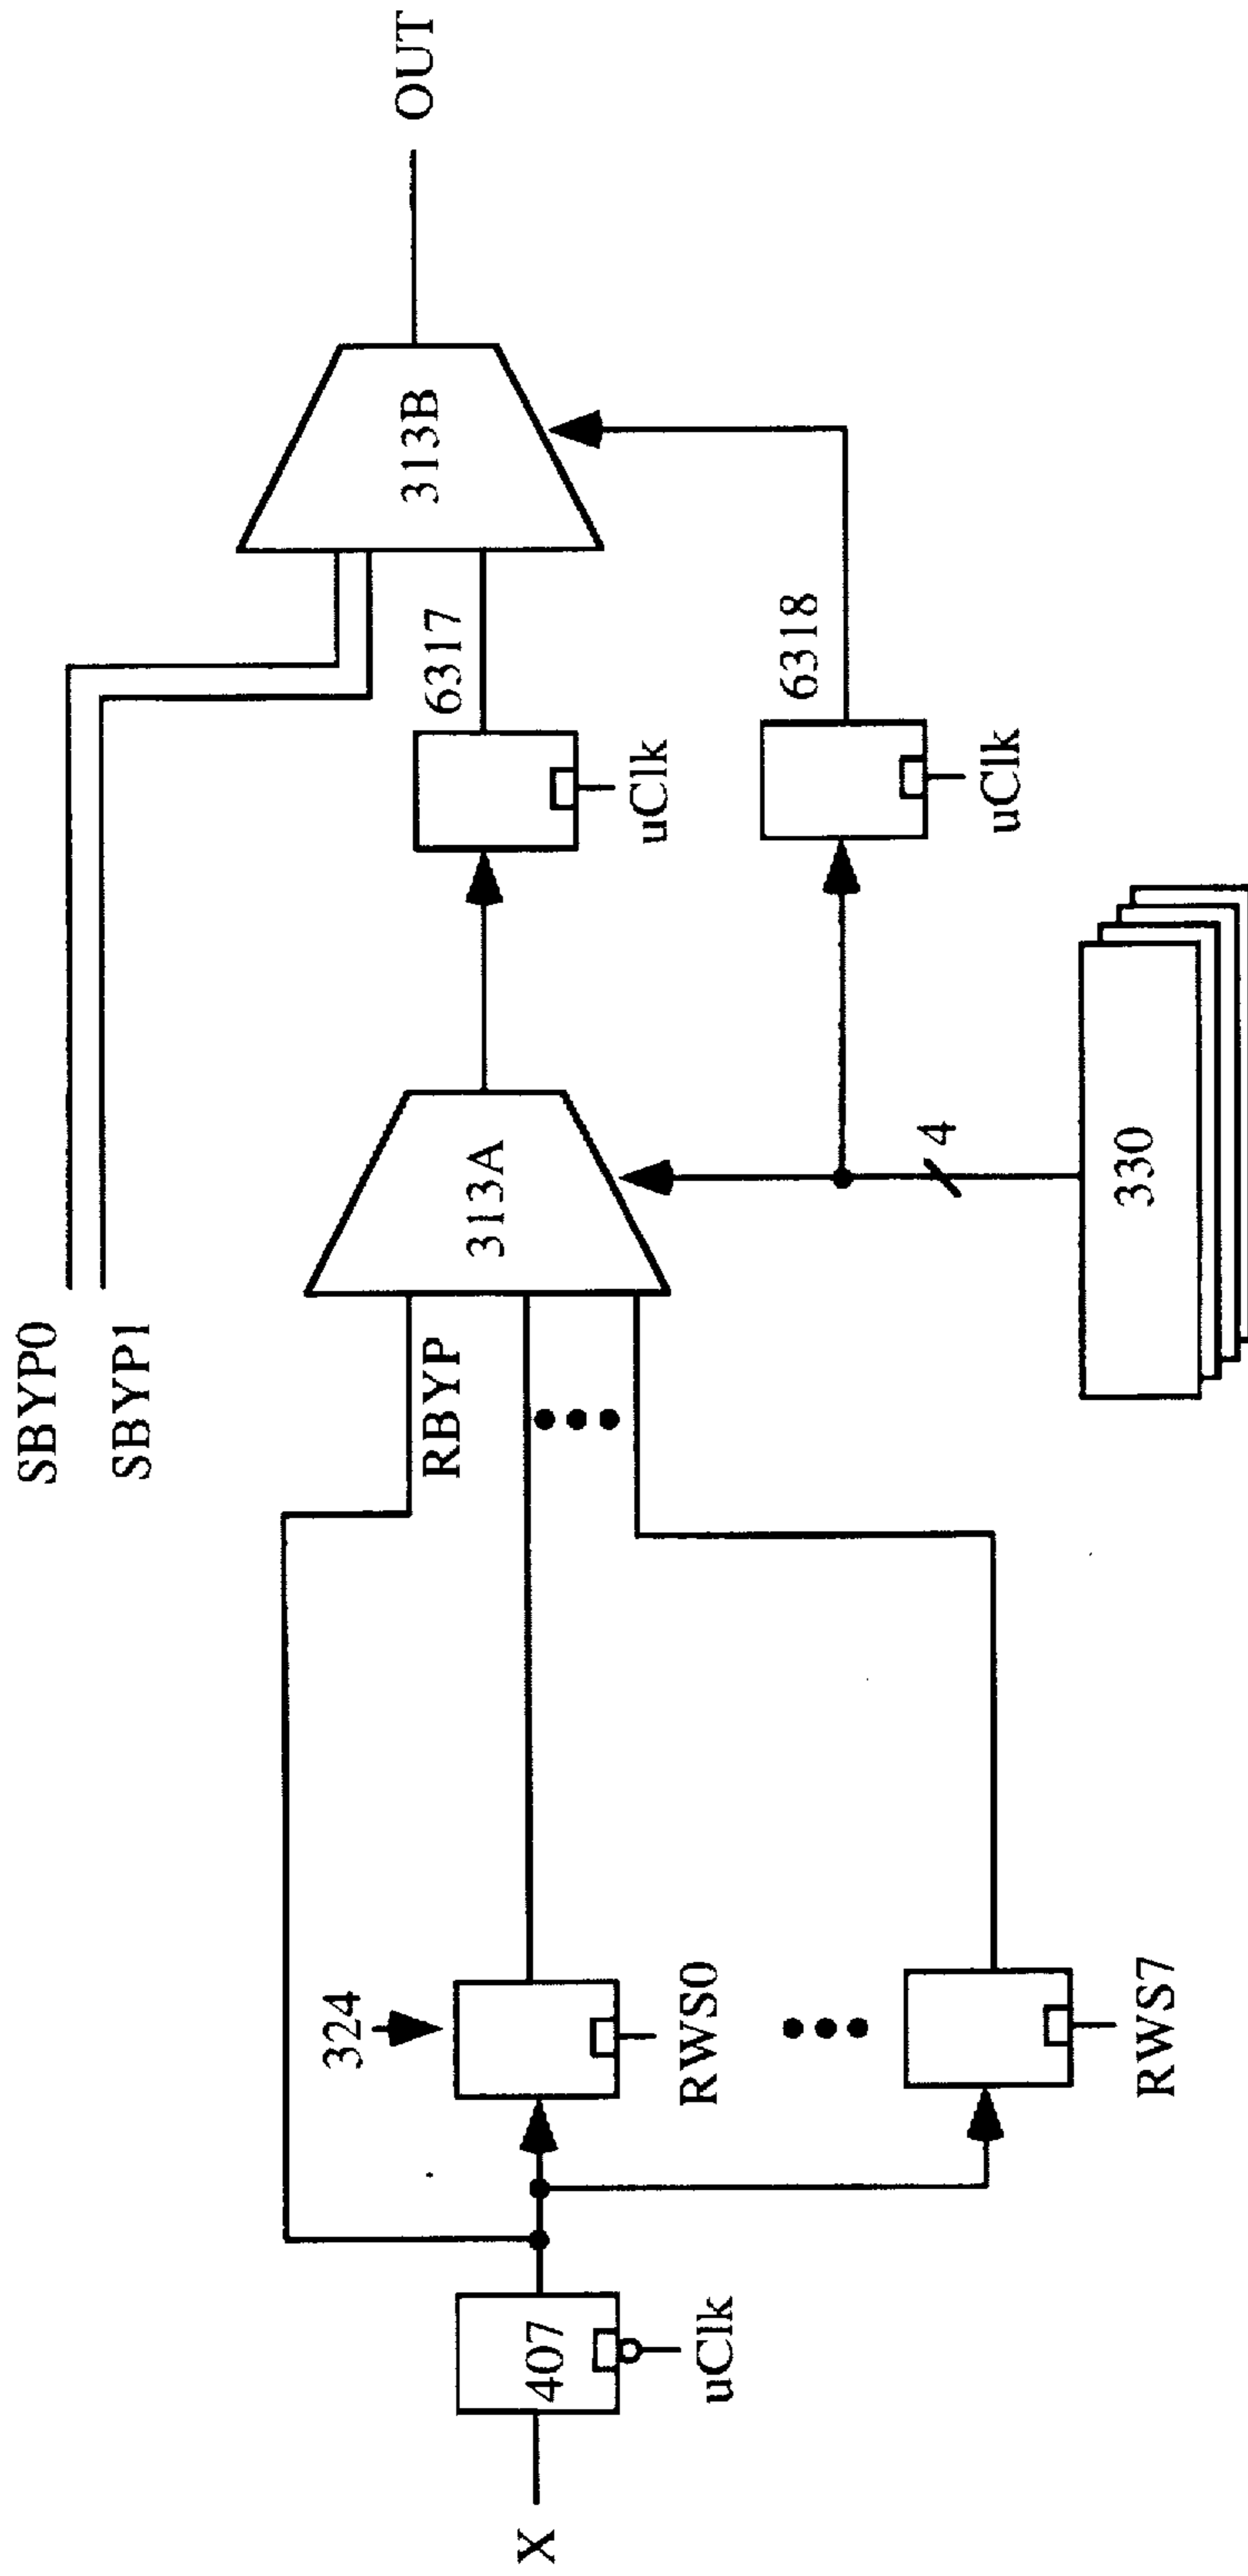 SBYP0
SBYP1
OUT
313B
6317
uClk
6318
uClk
313A
RBYP
4
330
324
RWS0
RWS7
407
uClk
X